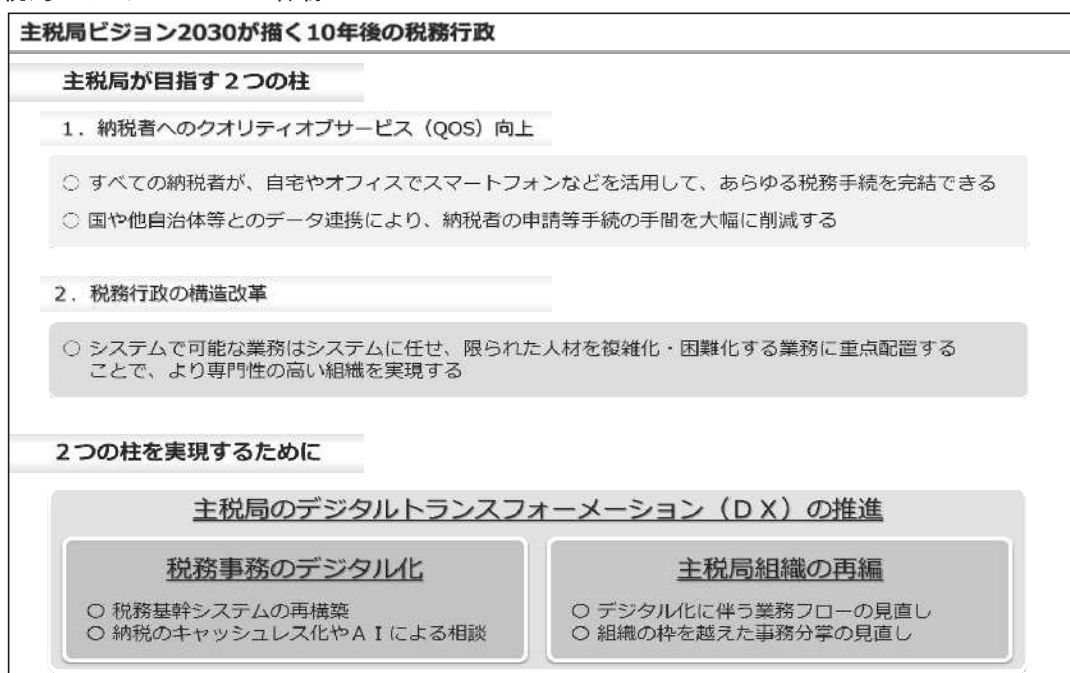 主税局ビジョン2030が描く10年後の税務行政
主税局が目指す2つの柱
1．納税者へのクオリティオブサービス（QOS）向上
○ すべての納税者が、自宅やオフィスでスマートフォンなどを活用して、あらゆる税務手続を完結できる
○ 国や他自治体等とのデータ連携により、納税者の申請等手続の手間を大幅に削減する
2．税務行政の構造改革
○ システムで可能な業務はシステムに任せ、限られた人材を複雑化・困難化する業務に重点配置する
ことで、より専門性の高い組織を実現する
2つの柱を実現するために
主税局のデジタルトランスフォーメーション（ＤＸ）の推進
税務事務のデジタル化
○ 税務基幹システムの再構築
○ 納税のキャッシュレス化やＡＩによる相談
主税局組織の再編
○ デジタル化に伴う業務フローの見直し
○ 組織の枠を越えた事務分掌の見直し